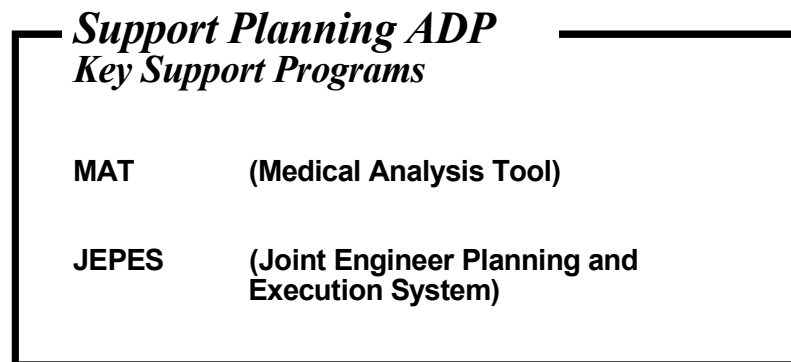 Support Planning ADP
Key Support Programs
MAT (Medical Analysis Tool)
JEPES (Joint Engineer Planning and
Execution System)